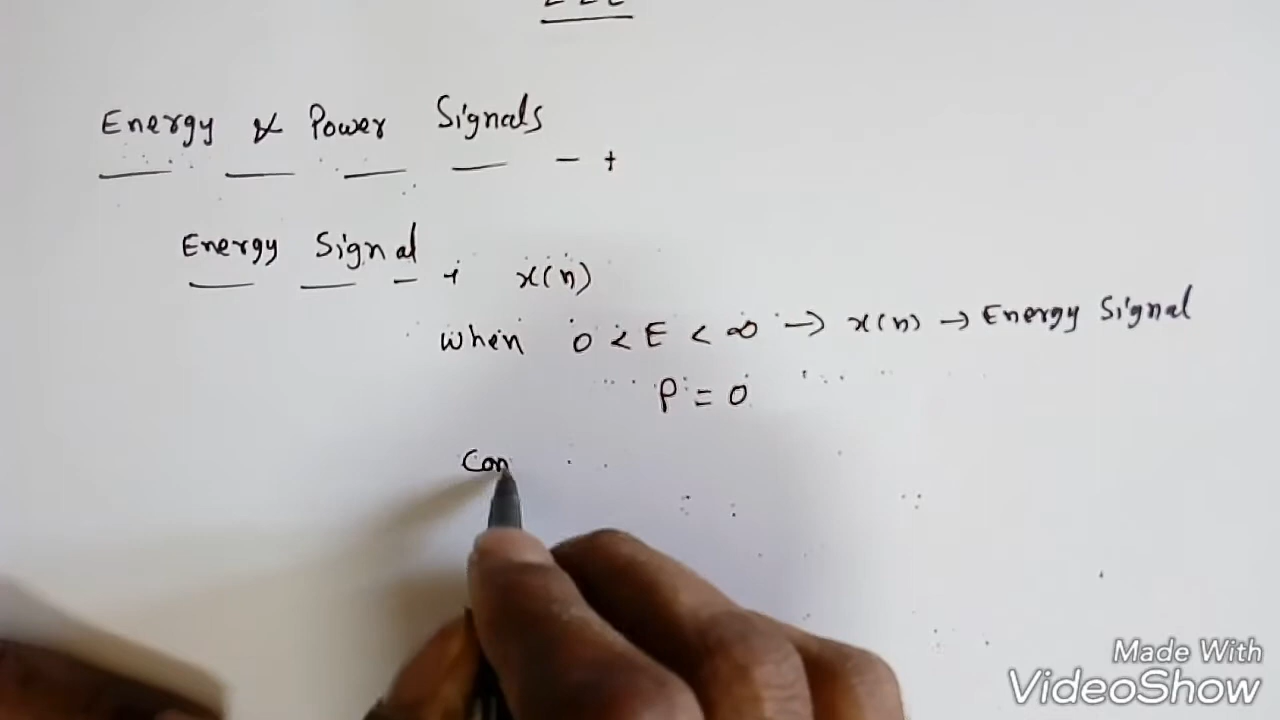 Energy & Power Signals
Energy Signal x(n)
when 0 < E < ∞ → x(n) → Energy Signal
P = 0
Con
Made With
VideoShow